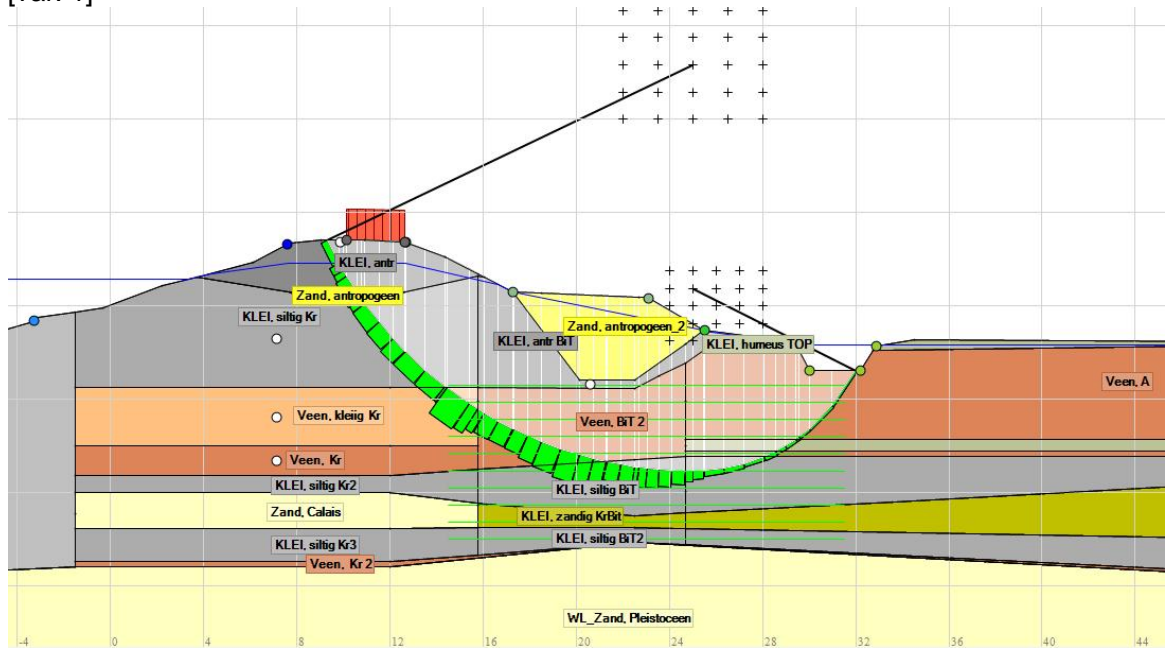 KLEI, antr
Zand, antropogeen
KLEI, siltig Kr
Zand, antropogeen_2
KLEI, antr BiT
KLEI, humeus TOP
Veen, A
Veen, kleiig Kr
Veen, BiT 2
Veen, Kr
KLEI, siltig Kr2
KLEI, siltig BiT
Zand, Calais
KLEI, zandig KrBit
KLEI, siltig Kr3
KLEI, siltig BiT2
Veen, Kr 2
WL_Zand, Pleistoceen
-4 0 4 8 12 16 20 24 28 32 36 40 44